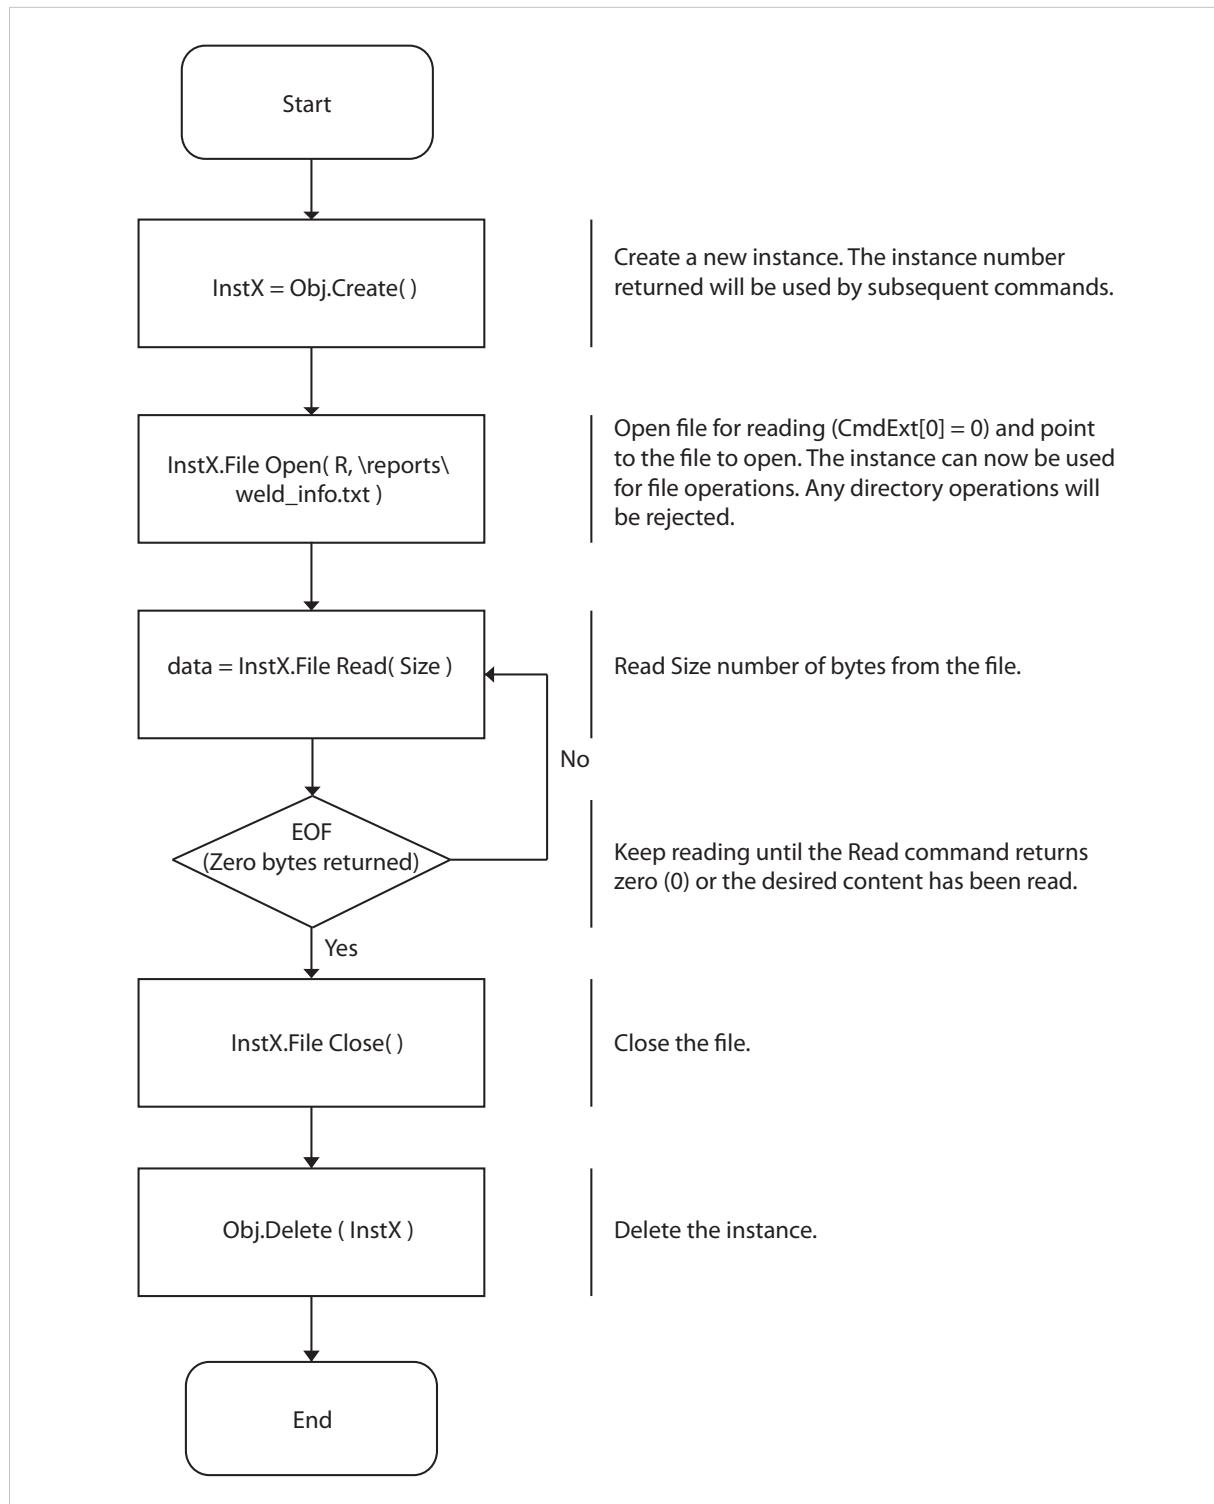 Start
InstX = Obj.Create( )
Create a new instance. The instance number
returned will be used by subsequent commands.
InstX.File Open( R, \reports\
weld_info.txt )
Open file for reading (CmdExt[0] = 0) and point
to the file to open. The instance can now be used
for file operations. Any directory operations will
be rejected.
data = InstX.File Read( Size )
Read Size number of bytes from the file.
No
EOF
(Zero bytes returned)
Keep reading until the Read command returns
zero (0) or the desired content has been read.
Yes
InstX.File Close( )
Close the file.
Obj.Delete ( InstX )
Delete the instance.
End